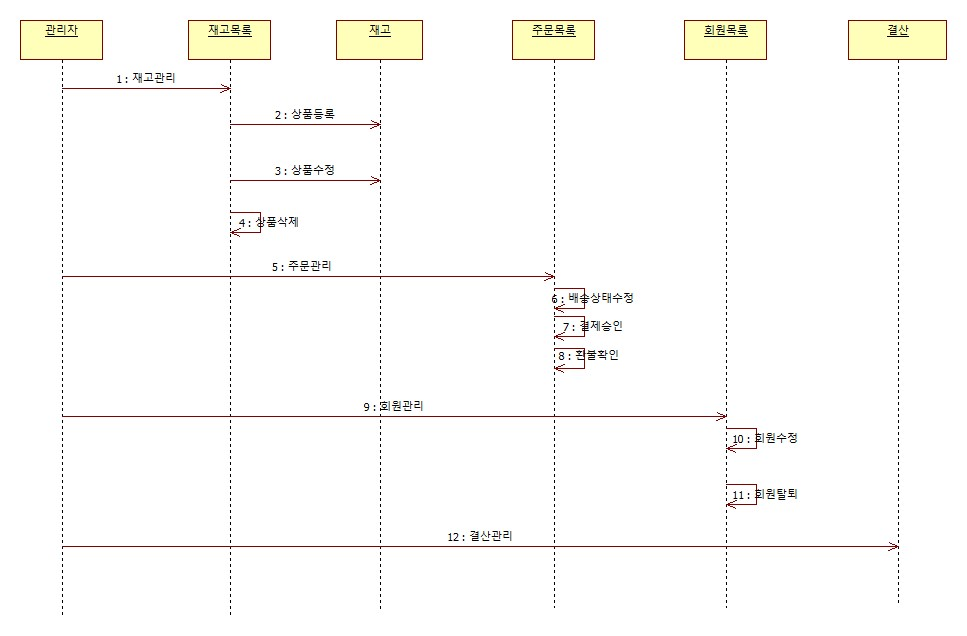 관리자
재고목록
재고
주문목록
회원목록
결산
1 : 재고관리
2 : 상품등록
3 : 상품수정
4 : 상품삭제
5 : 주문관리
6 : 배송상태수정
7 : 결제승인
8 : 환불확인
9 : 회원관리
10 : 회원수정
11 : 회원탈퇴
12 : 결산관리